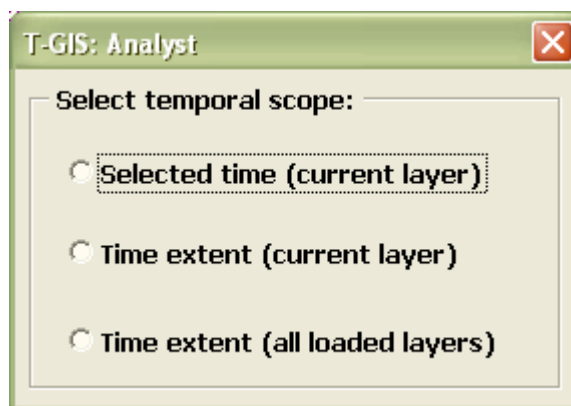 T-GIS: Analyst
Select temporal scope:
Selected time (current layer)
Time extent (current layer)
Time extent (all loaded layers)